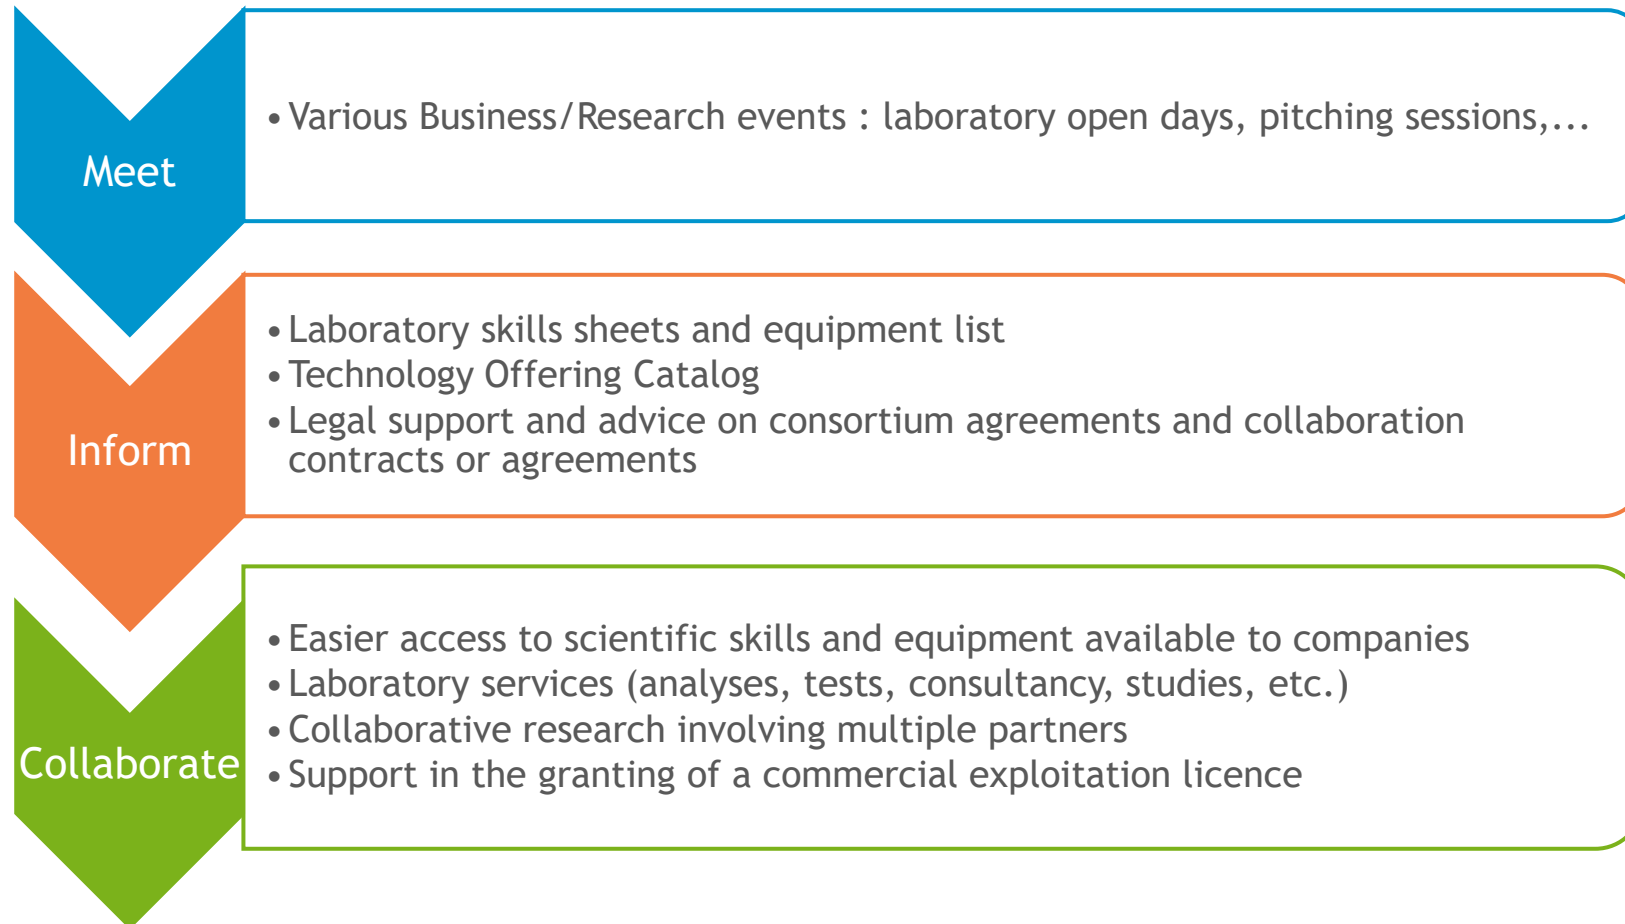 Meet
• Various Business/Research events : laboratory open days, pitching sessions,...
Inform
• Laboratory skills sheets and equipment list
• Technology Offering Catalog
• Legal support and advice on consortium agreements and collaboration
contracts or agreements
Collaborate
• Easier access to scientific skills and equipment available to companies
• Laboratory services (analyses, tests, consultancy, studies, etc.)
• Collaborative research involving multiple partners
• Support in the granting of a commercial exploitation licence